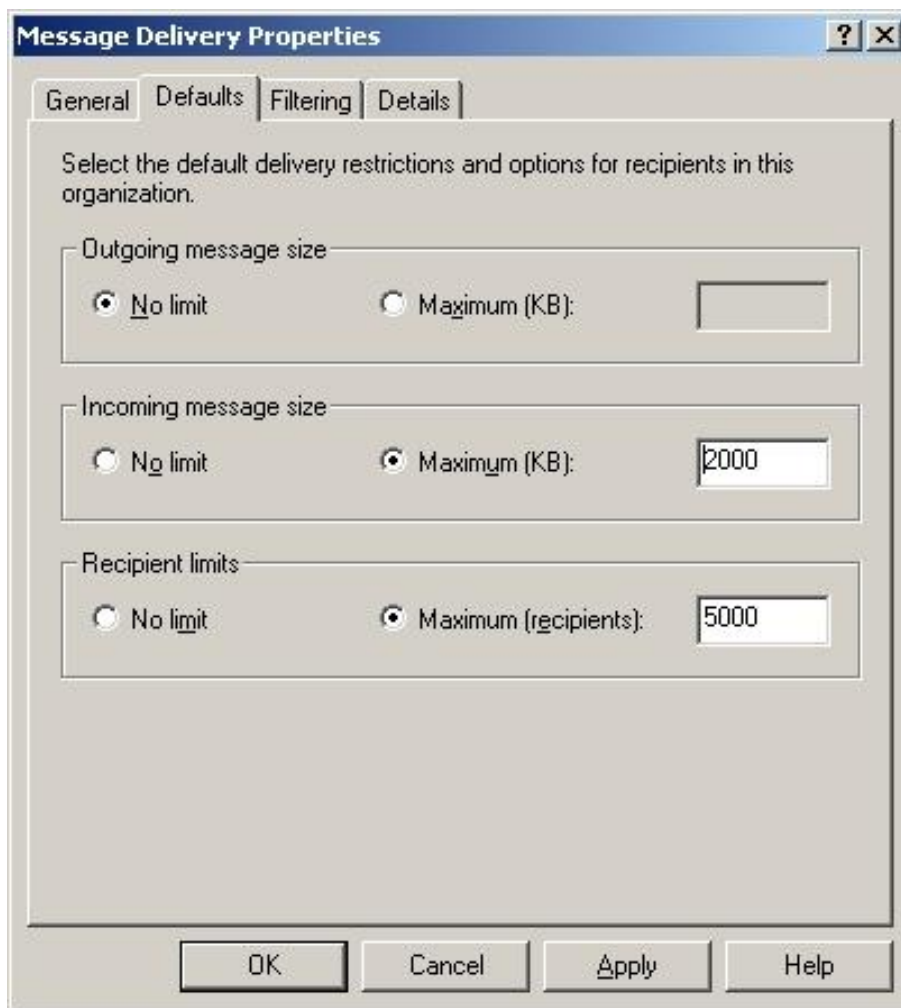 Message Delivery Properties
General Defaults Filtering Details
Select the default delivery restrictions and options for recipients in this
organization.
Outgoing message size
No limit Maximum (KB):
Incoming message size
No limit Maximum (KB): 2000
Recipient limits
No limit Maximum (recipients): 5000
OK Cancel Apply Help